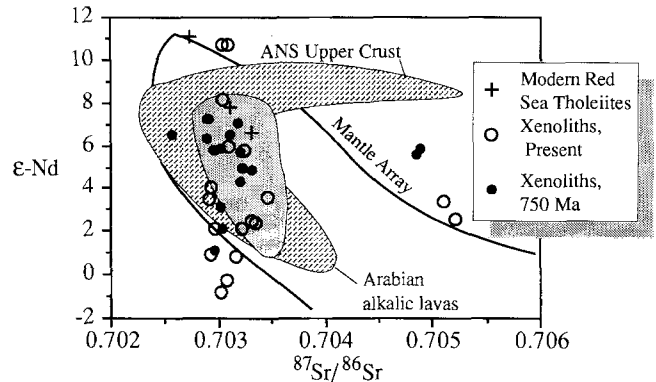 12
10
8
6
4
2
0
-2
ε-Nd
ANS Upper Crust
Mantle Array
Arabian
alkalic lavas
+ Modern Red
Sea Tholeiites
Xenoliths,
Present
Xenoliths,
750 Ma
0.702 0.703 0.704 0.705 0.706
⁸⁷Sr/⁸⁶Sr